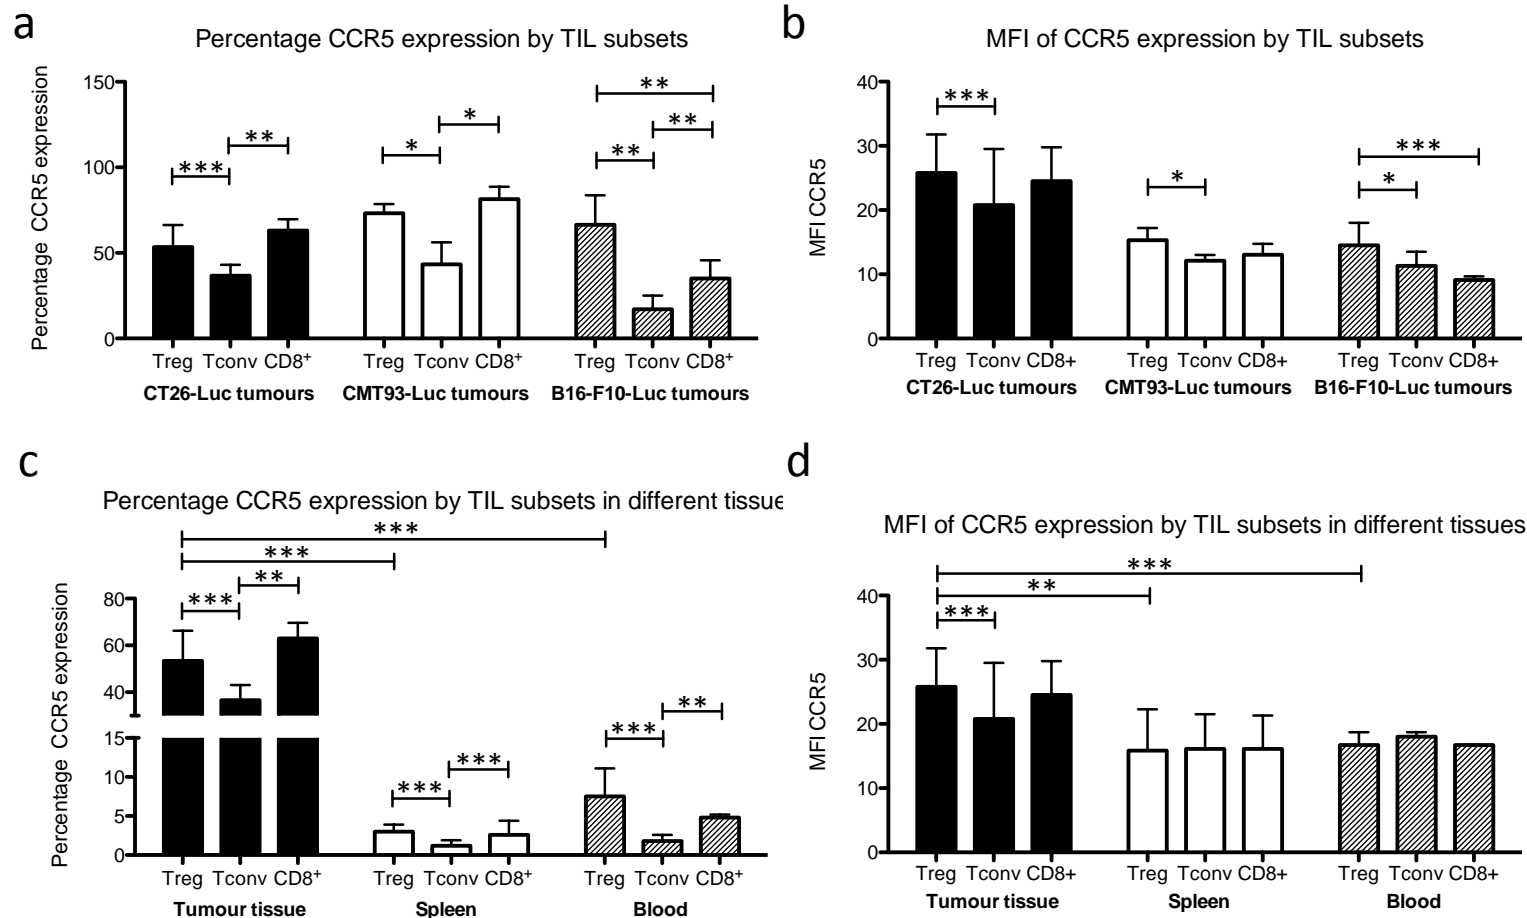 a
Percentage CCR5 expression by TIL subsets
Percentage CCR5 expression
150
100
50
0
***
**
*
*
**
**
**
Treg Tconv CD8⁺ Treg Tconv CD8⁺ Treg Tconv CD8⁺
CT26-Luc tumours CMT93-Luc tumours B16-F10-Luc tumours
b
MFI of CCR5 expression by TIL subsets
MFI CCR5
40
30
20
10
0
***
*
***
*
Treg Tconv CD8+ Treg Tconv CD8+ Treg Tconv CD8+
CT26-Luc tumours CMT93-Luc tumours B16-F10-Luc tumours
c
Percentage CCR5 expression by TIL subsets in different tissue
Percentage CCR5 expression
80
60
40
15
10
5
0
***
***
**
***
***
***
**
***
Treg Tconv CD8⁺ Treg Tconv CD8⁺ Treg Tconv CD8⁺
Tumour tissue Spleen Blood
d
MFI of CCR5 expression by TIL subsets in different tissues
MFI CCR5
40
30
20
10
0
***
**
***
Treg Tconv CD8+ Treg Tconv CD8+ Treg Tconv CD8+
Tumour tissue Spleen Blood